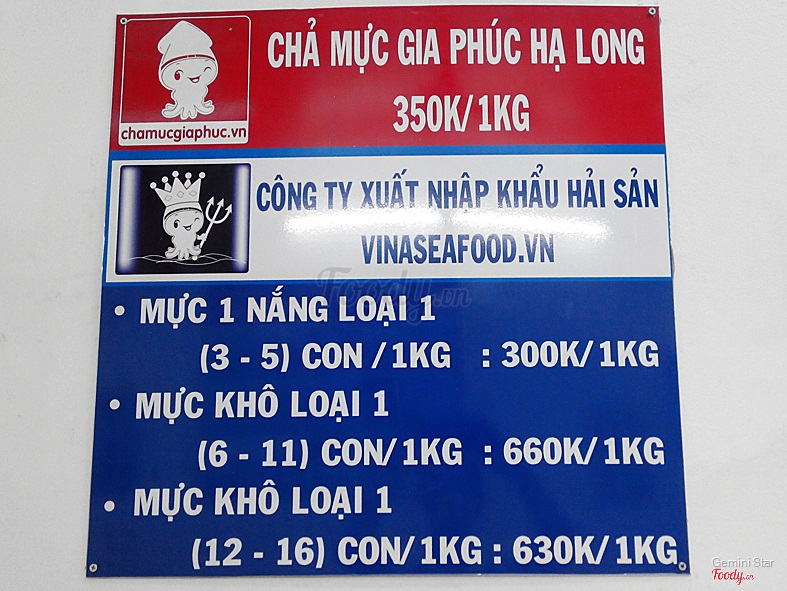 CHẢ MỰC GIA PHÚC HẠ LONG
350K/1KG
chamucgiaphuc.vn
CÔNG TY XUẤT NHẬP KHẨU HẢI SẢN
VINASEAFOOD.VN
Foody.vn
• MỰC 1 NẮNG LOẠI 1
(3 - 5) CON /1KG : 300K/1KG
• MỰC KHÔ LOẠI 1
(6 - 11) CON/1KG : 660K/1KG
• MỰC KHÔ LOẠI 1
(12 - 16) CON/1KG : 630K/1KG
Gemini Star
Foody.vn